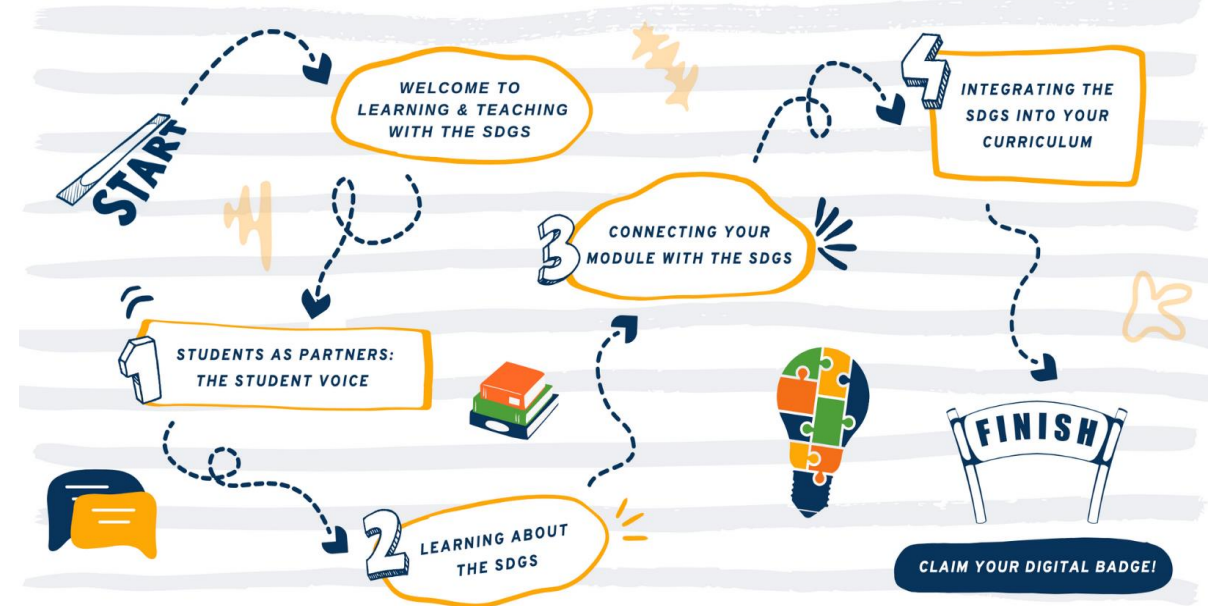 START
WELCOME TO
LEARNING & TEACHING
WITH THE SDGS
1
STUDENTS AS PARTNERS:
THE STUDENT VOICE
2
LEARNING ABOUT
THE SDGS
3
CONNECTING YOUR
MODULE WITH THE SDGS
4
INTEGRATING THE
SDGS INTO YOUR
CURRICULUM
FINISH
CLAIM YOUR DIGITAL BADGE!